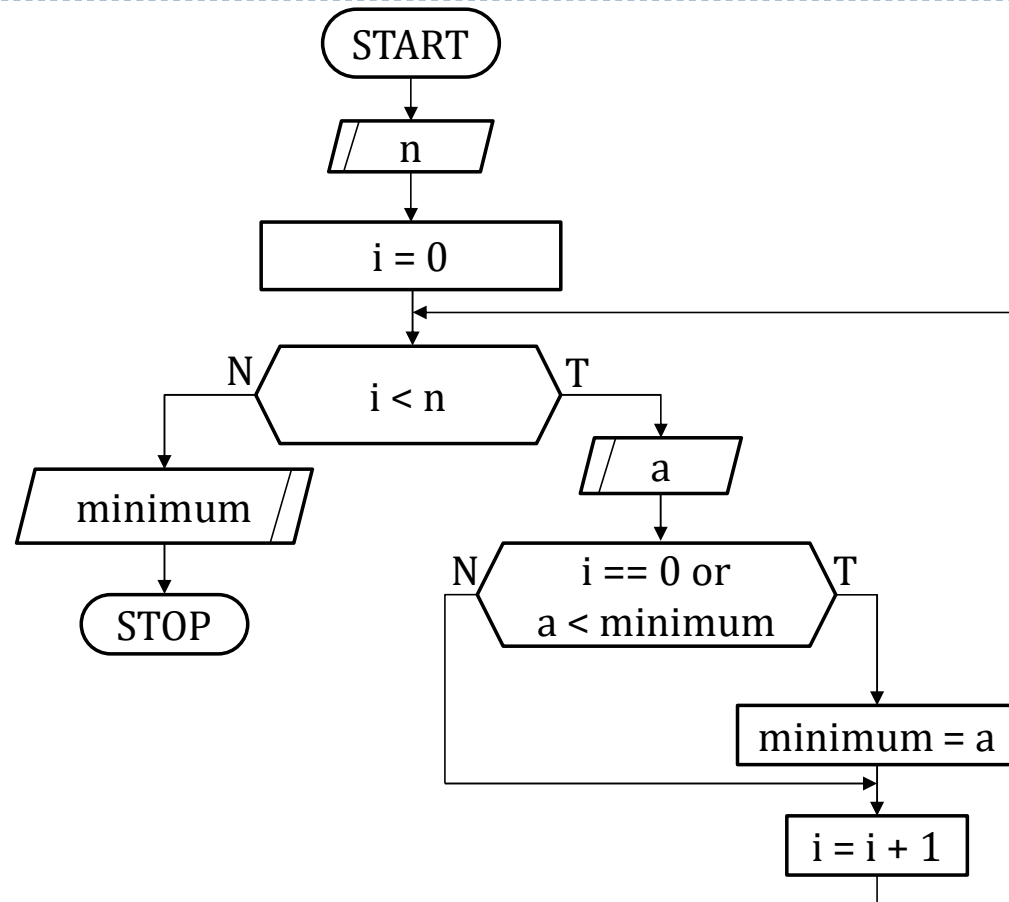 START
n
i = 0
N
i < n
T
minimum
STOP
a
N
i == 0 or
a < minimum
T
minimum = a
i = i + 1